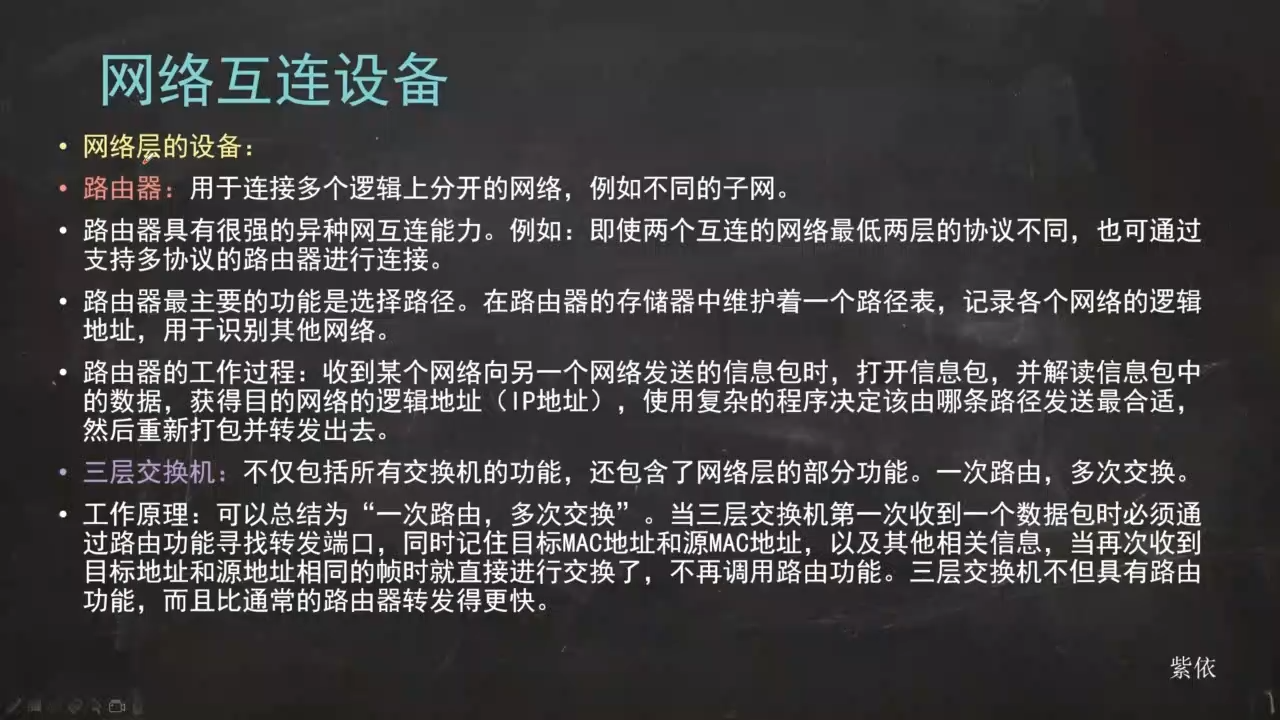 网络互连设备
• 网络层的设备：
• 路由器：用于连接多个逻辑上分开的网络，例如不同的子网。
• 路由器具有很强的异种网互连能力。例如：即使两个互连的网络最低两层的协议不同，也可通过
支持多协议的路由器进行连接。
• 路由器最主要的功能是选择路径。在路由器的存储器中维护着一个路径表，记录各个网络的逻辑
地址，用于识别其他网络。
• 路由器的工作过程：收到某个网络向另一个网络发送的信息包时，打开信息包，并解读信息包中
的数据，获得目的网络的逻辑地址（IP地址），使用复杂的程序决定该由哪条路径发送最合适，
然后重新打包并转发出去。
• 三层交换机：不仅包括所有交换机的功能，还包含了网络层的部分功能。一次路由，多次交换。
• 工作原理：可以总结为“一次路由，多次交换”。当三层交换机第一次收到一个数据包时必须通
过路由功能寻找转发端口，同时记住目标MAC地址和源MAC地址，以及其他相关信息，当再次收到
目标地址和源地址相同的帧时就直接进行交换了，不再调用路由功能。三层交换机不但具有路由
功能，而且比通常的路由器转发得更快。
紫依